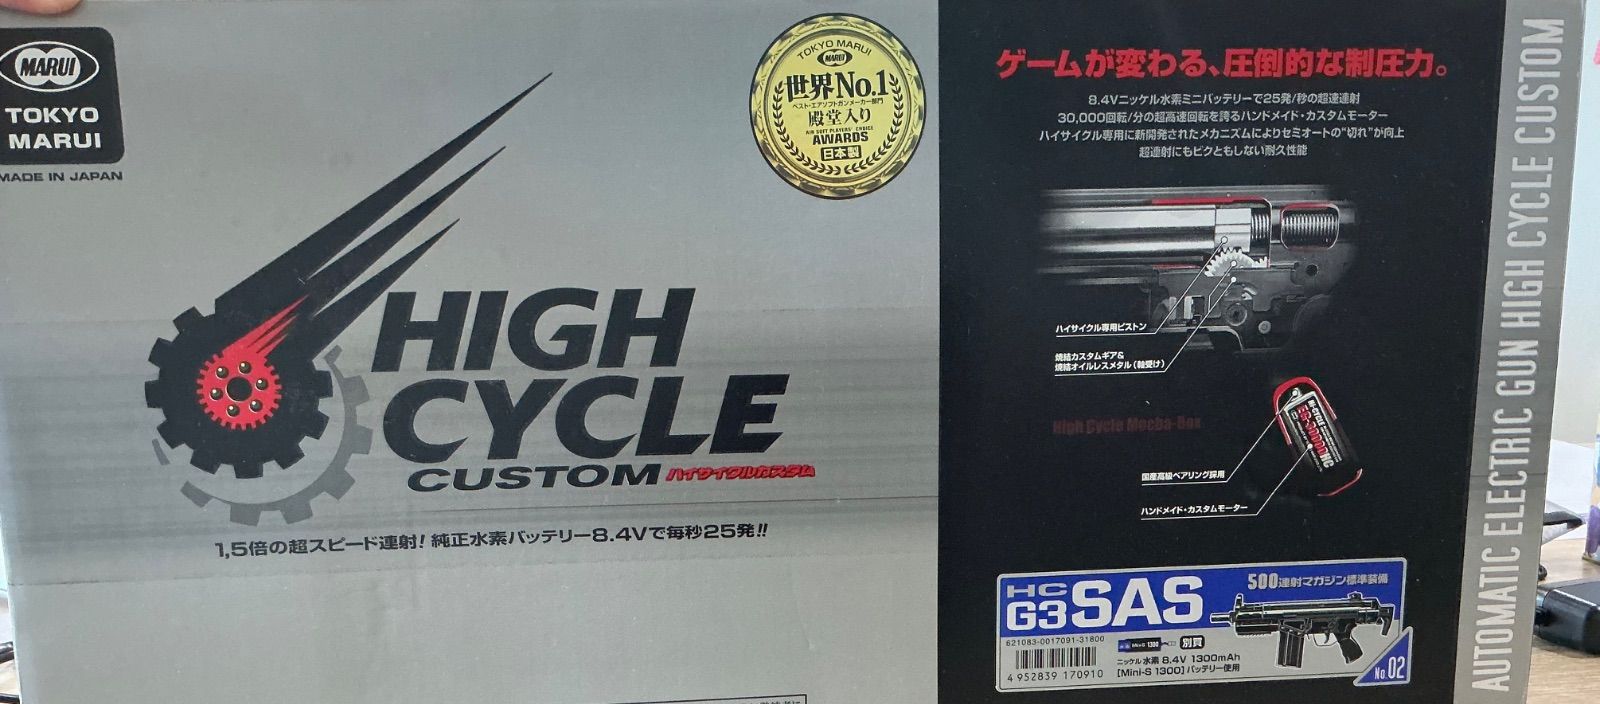 MARUI
TOKYO
MARUI
MADE IN JAPAN
TOKYO MARUI
MARUI
世界No.1
ベスト・エアソフトガンメーカー部門
殿堂入り
AIR SOFT PLAYERS' CHOICE
AWARDS
日本製
HIGH
CYCLE
CUSTOM ハイサイクルカスタム
1,5倍の超スピード連射!純正水素バッテリー8.4Vで毎秒25発!!
ゲームが変わる、圧倒的な制圧力。
8.4Vニッケル水素ミニバッテリーで25発/秒の超速連射
30,000回転/分の超高速回転を誇るハンドメイド・カスタムモーター
ハイサイクル専用に新開発されたメカニズムによりセミオートの"切れ"が向上
超連射にもビクともしない耐久性能
ハイサイクル専用ピストン
焼結カスタムギア&
焼結オイルレスメタル(軸受け)
High Cycle Mecha-Box
HI-CYCLE
EG-30000HC
国産高級ベアリング採用
ハンドメイド・カスタムモーター
HC
G3 SAS
500連射マガジン標準装備
621083-0017091-31800
別買
ニッケル水素 8.4V 1300mAh
[Mini-S 1300] バッテリー使用
4 952839 170910
No.02
AUTOMATIC ELECTRIC GUN HIGH CYCLE CUSTOM